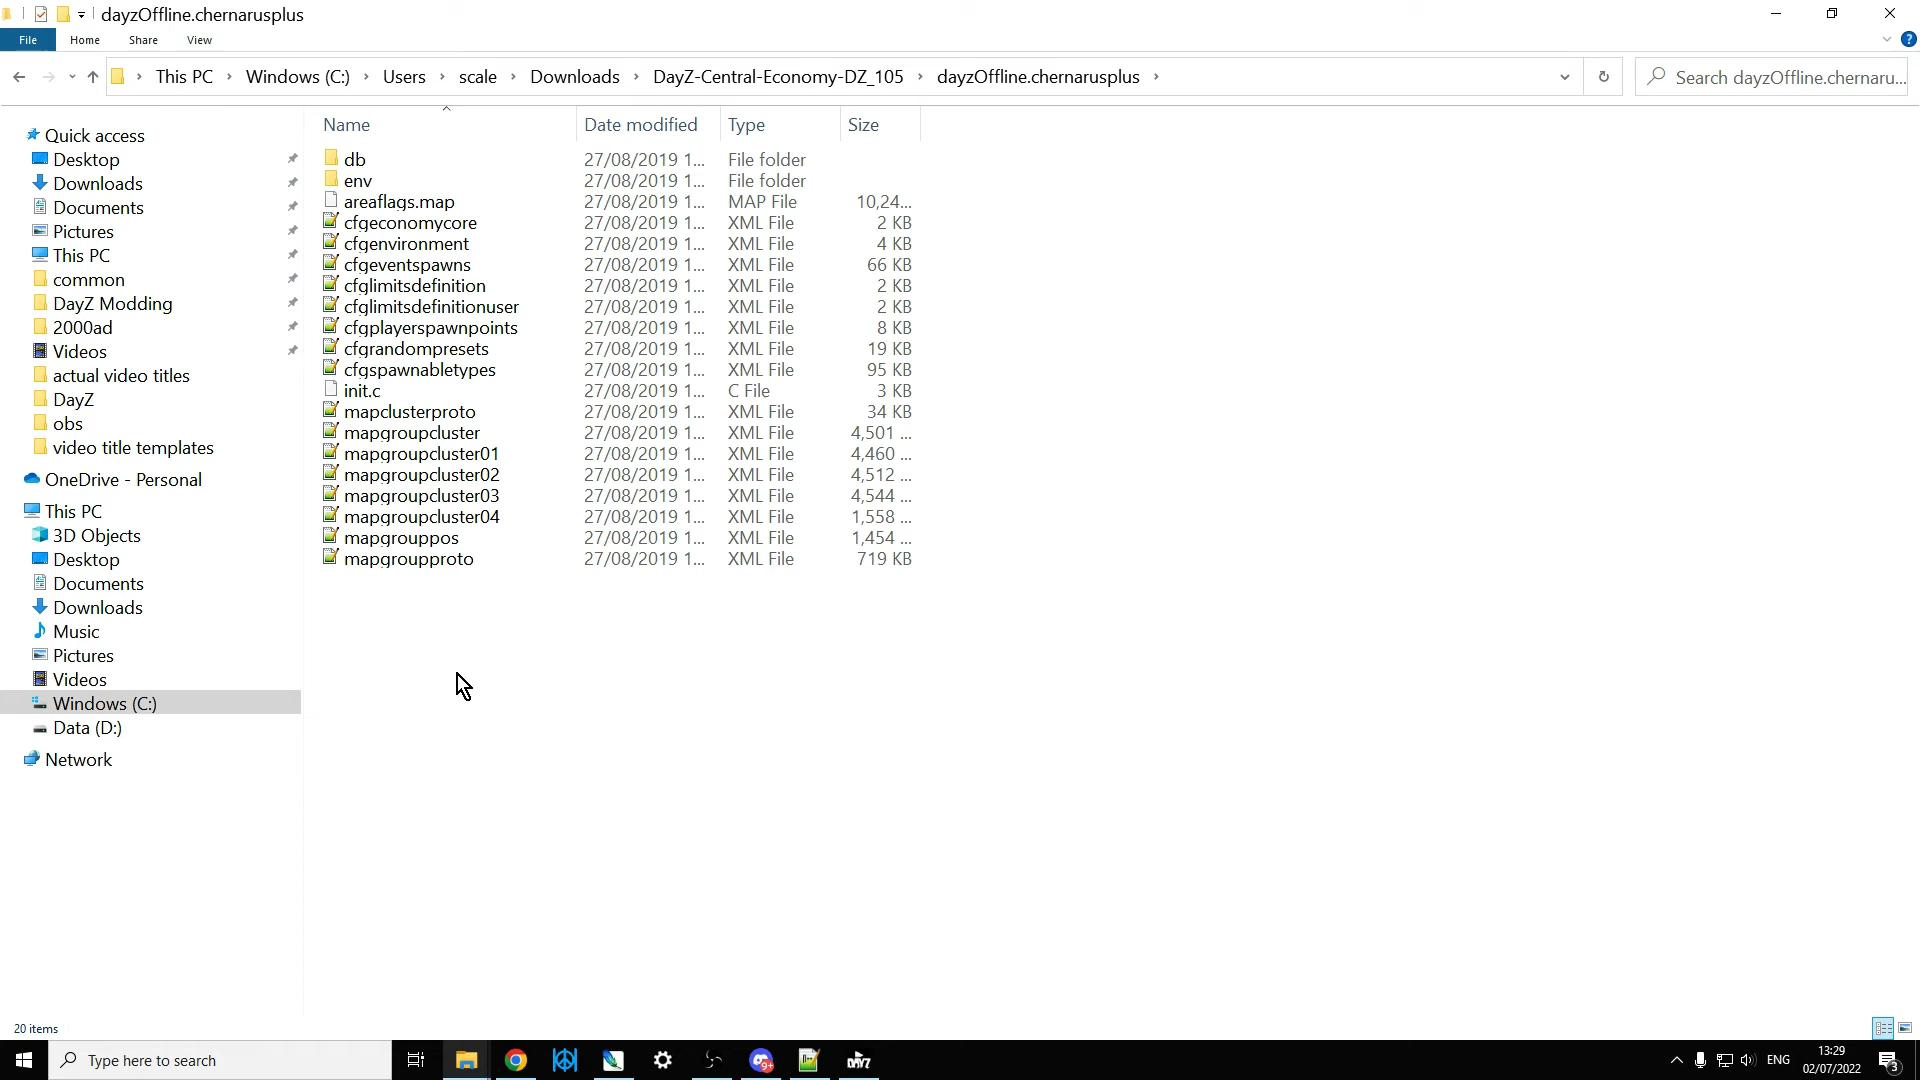 dayzOffline.chernarusplus
File Home Share View
This PC Windows (C:) Users scale Downloads DayZ-Central-Economy-DZ_105 dayzOffline.chernarusplus
Search dayzOffline.chernaru...
Name Date modified Type Size
Quick access
Desktop
Downloads
Documents
Pictures
This PC
common
DayZ Modding
2000ad
Videos
actual video titles
DayZ
obs
video title templates
OneDrive - Personal
This PC
3D Objects
Desktop
Documents
Downloads
Music
Pictures
Videos
Windows (C:)
Data (D:)
Network
db 27/08/2019 1... File folder
env 27/08/2019 1... File folder
areaflags.map 27/08/2019 1... MAP File 10,24...
cfgeconomycore 27/08/2019 1... XML File 2 KB
cfgenvironment 27/08/2019 1... XML File 4 KB
cfgeventspawns 27/08/2019 1... XML File 66 KB
cfglimitsdefinition 27/08/2019 1... XML File 2 KB
cfglimitsdefinitionuser 27/08/2019 1... XML File 2 KB
cfgplayerspawnpoints 27/08/2019 1... XML File 8 KB
cfgrandompresets 27/08/2019 1... XML File 19 KB
cfgspawnabletypes 27/08/2019 1... XML File 95 KB
init.c 27/08/2019 1... C File 3 KB
mapclusterproto 27/08/2019 1... XML File 34 KB
mapgroupcluster 27/08/2019 1... XML File 4,501 ...
mapgroupcluster01 27/08/2019 1... XML File 4,460 ...
mapgroupcluster02 27/08/2019 1... XML File 4,512 ...
mapgroupcluster03 27/08/2019 1... XML File 4,544 ...
mapgroupcluster04 27/08/2019 1... XML File 1,558 ...
mapgrouppos 27/08/2019 1... XML File 1,454 ...
mapgroupproto 27/08/2019 1... XML File 719 KB
20 items
Type here to search
9+
DAYZ
ENG
13:29
02/07/2022
3